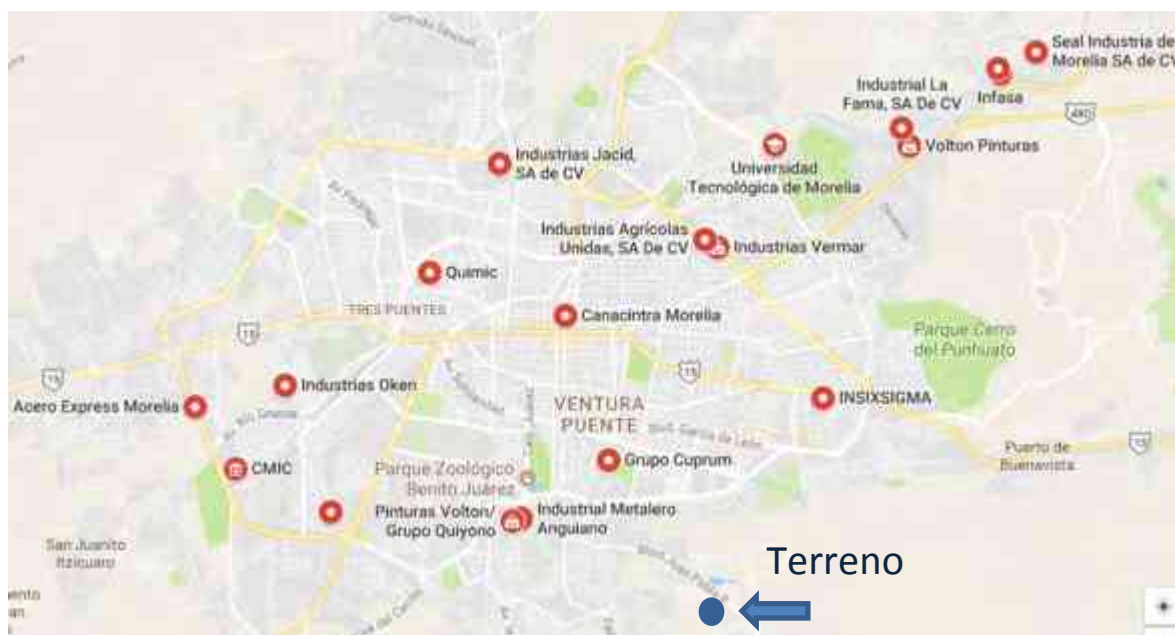 Seal Industria de
Morelia SA de CV
Industrial La
Fama, SA De CV
Infasa
Volton Pinturas
Universidad
Tecnológica de Morelia
Industrias Jacid,
SA de CV
Industrias Agrícolas
Unidas, SA De CV
Industrias Vermar
Quimic
TRES PUENTES
Canacintra Morelia
Parque Cerro
del Punhuato
15
15
15
15
Industrias Oken
Acero Express Morelia
INSIXSIGMA
VENTURA
PUENTE
Puerto de
Buenavista
CMIC
Grupo Cuprum
Parque Zoológico
Benito Juárez
Pinturas Volton/
Grupo Quiyono
Industrial Metalero
Anguiano
San Juanito
Itzicuaro
Terreno